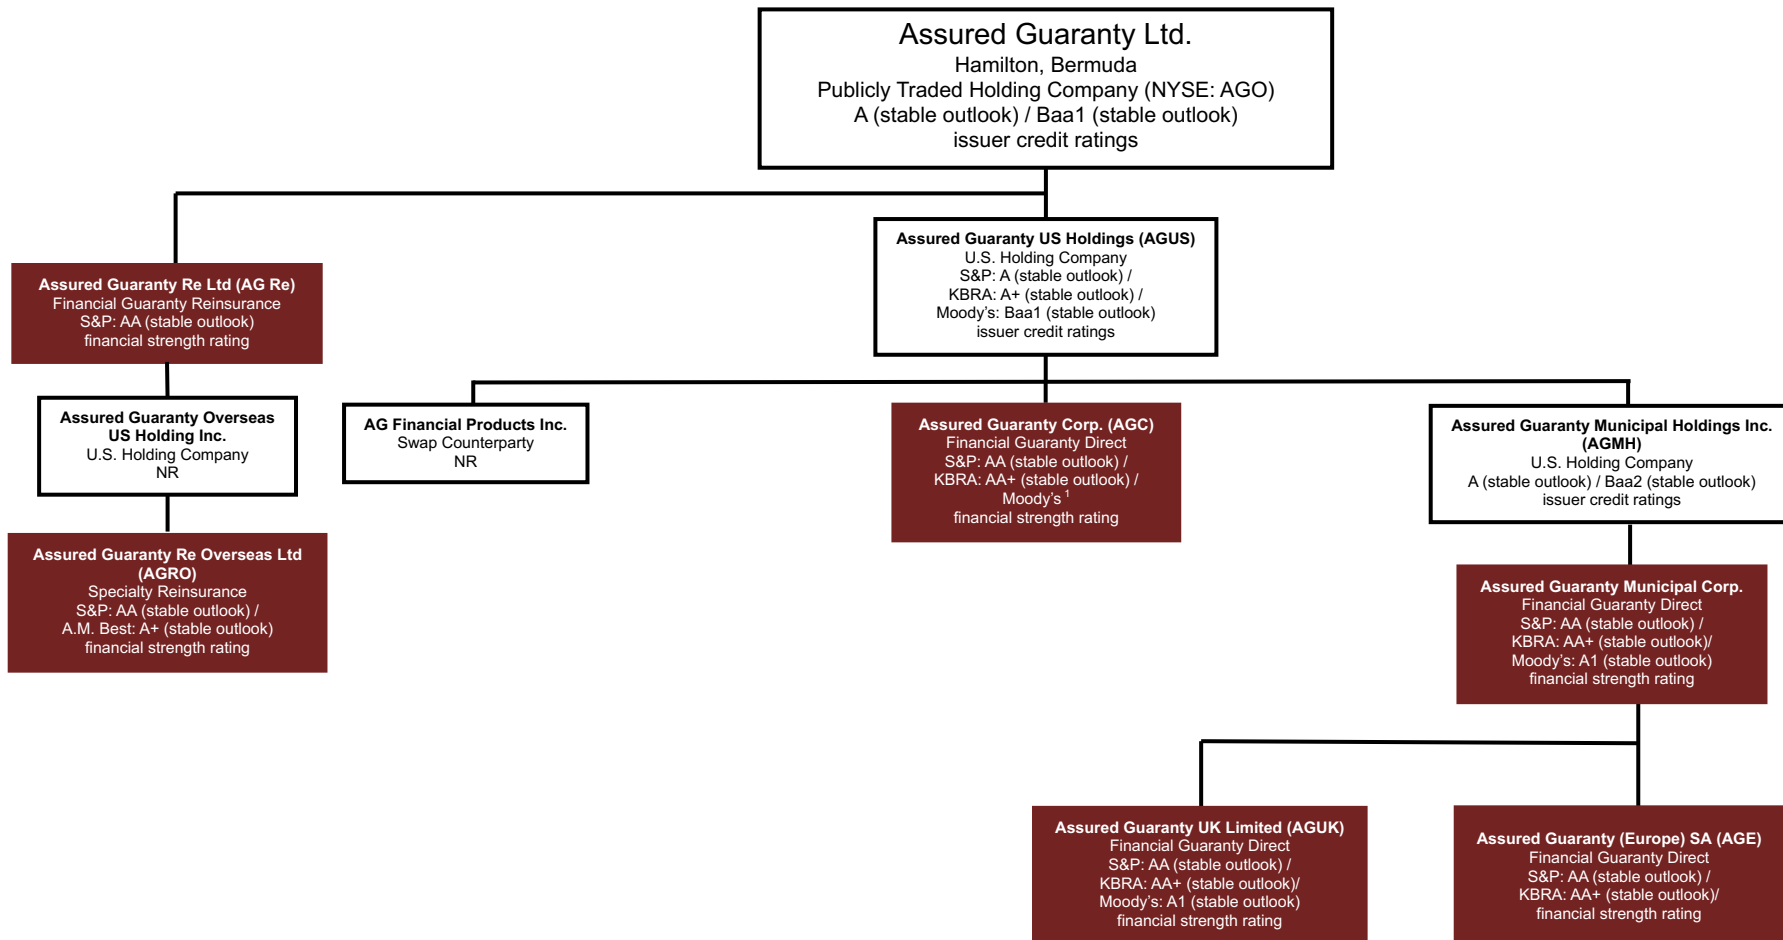 Assured Guaranty Ltd.
Hamilton, Bermuda
Publicly Traded Holding Company (NYSE: AGO)
A (stable outlook) / Baa1 (stable outlook)
issuer credit ratings
Assured Guaranty US Holdings (AGUS)
U.S. Holding Company
S&P: A (stable outlook) /
KBRA: A+ (stable outlook) /
Moody’s: Baa1 (stable outlook)
issuer credit ratings
Assured Guaranty Re Ltd (AG Re)
Financial Guaranty Reinsurance
S&P: AA (stable outlook)
financial strength rating
Assured Guaranty Overseas
US Holding Inc.
U.S. Holding Company
NR
AG Financial Products Inc.
Swap Counterparty
NR
Assured Guaranty Corp. (AGC)
Financial Guaranty Direct
S&P: AA (stable outlook) /
KBRA: AA+ (stable outlook) /
Moody’s 1
financial strength rating
Assured Guaranty Municipal Holdings Inc.
(AGMH)
U.S. Holding Company
A (stable outlook) / Baa2 (stable outlook)
issuer credit ratings
Assured Guaranty Re Overseas Ltd
(AGRO)
Specialty Reinsurance
S&P: AA (stable outlook) /
A.M. Best: A+ (stable outlook)
financial strength rating
Assured Guaranty Municipal Corp.
Financial Guaranty Direct
S&P: AA (stable outlook) /
KBRA: AA+ (stable outlook)/
Moody’s: A1 (stable outlook)
financial strength rating
Assured Guaranty UK Limited (AGUK)
Financial Guaranty Direct
S&P: AA (stable outlook) /
KBRA: AA+ (stable outlook)/
Moody’s: A1 (stable outlook)
financial strength rating
Assured Guaranty (Europe) SA (AGE)
Financial Guaranty Direct
S&P: AA (stable outlook) /
KBRA: AA+ (stable outlook)/
financial strength rating